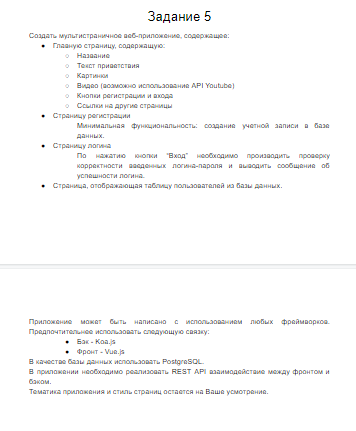 Задание 5
Создать мультистраничное веб-приложение, содержащее:
● Главную страницу, содержащую:
○ Название
○ Текст приветствия
○ Картинки
○ Видео (возможно использование API Youtube)
○ Кнопки регистрации и входа
○ Ссылки на другие страницы
● Страницу регистрации
Минимальная функциональность: создание учетной записи в базе
данных.
● Страницу логина
По нажатию кнопки "Вход" необходимо производить проверку
корректности введенных логина-пароля и выводить сообщение об
успешности логина.
● Страница, отображающая таблицу пользователей из базы данных.
Приложение может быть написано с использованием любых фреймворков.
Предпочтительнее использовать следующую связку:
● Бэк - Koa.js
● Фронт - Vue.js
В качестве базы данных использовать PostgreSQL.
В приложении необходимо реализовать REST API взаимодействие между фронтом и
бэком.
Тематика приложения и стиль страниц остается на Ваше усмотрение.